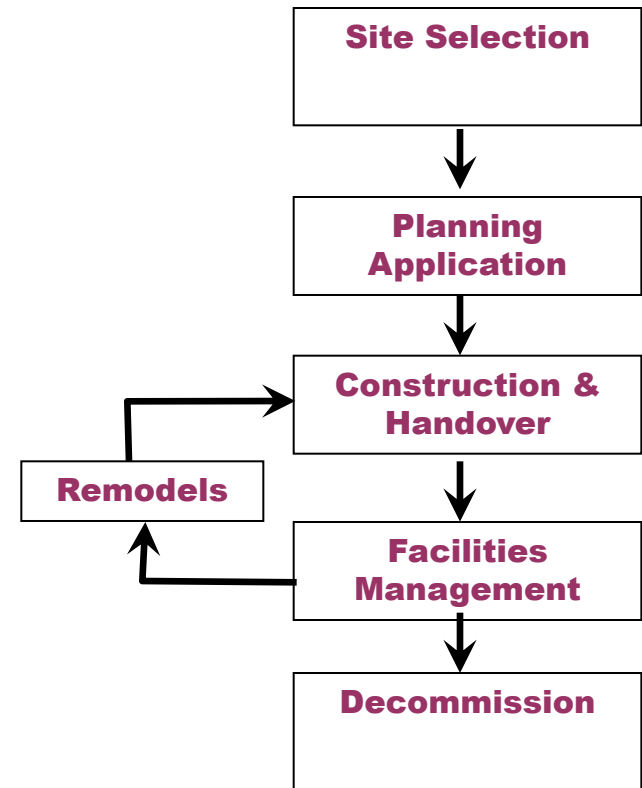 Site Selection
Planning
Application
Construction &
Handover
Remodels
Facilities
Management
Decommission